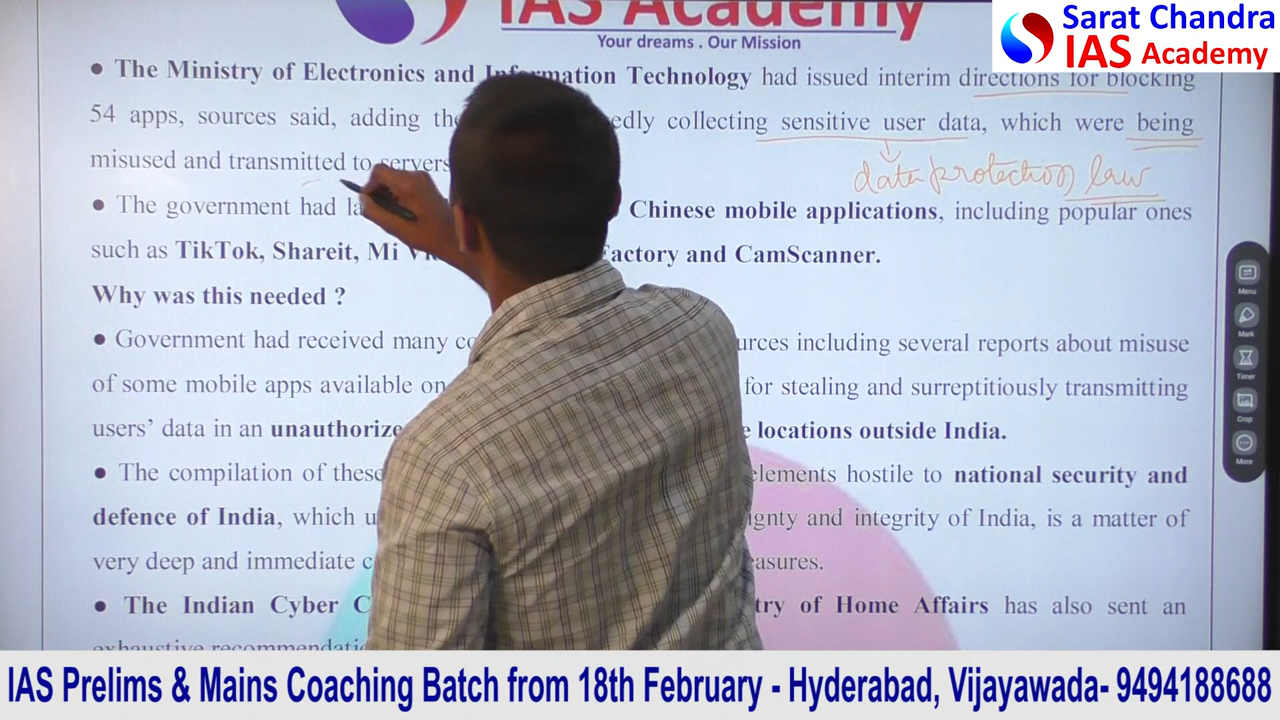 IAS Academy
Your dreams . Our Mission
Sarat Chandra
IAS Academy
● The Ministry of Electronics and Information Technology had issued interim directions for blocking
54 apps, sources said, adding the edly collecting sensitive user data, which were being
misused and transmitted to servers
data protection law
● The government had la Chinese mobile applications, including popular ones
such as TikTok, Shareit, Mi Factory and CamScanner.
Why was this needed ?
● Government had received many urces including several reports about misuse
of some mobile apps available on for stealing and surreptitiously transmitting
users’ data in an unauthorize locations outside India.
● The compilation of these elements hostile to national security and
defence of India, which ignty and integrity of India, is a matter of
very deep and immediate asures.
● The Indian Cyber C try of Home Affairs has also sent an
exhaustive
Menu
Mark
Timer
Crop
More
IAS Prelims & Mains Coaching Batch from 18th February - Hyderabad, Vijayawada- 9494188688